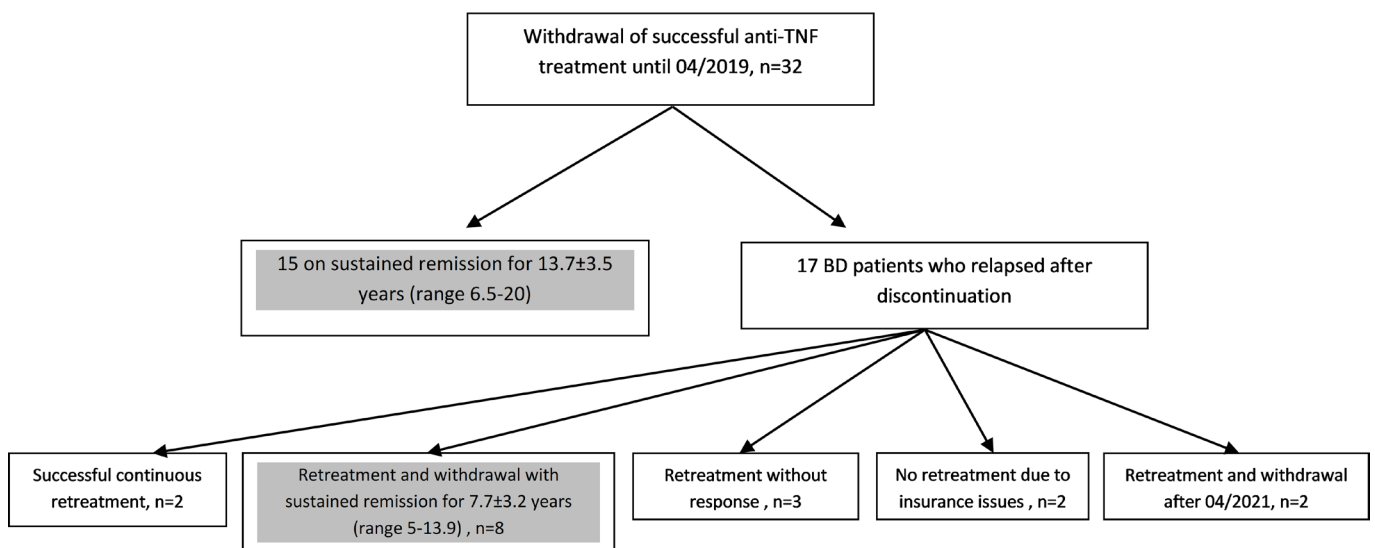 Withdrawal of successful anti-TNF
treatment until 04/2019, n=32
15 on sustained remission for 13.7±3.5
years (range 6.5-20)
17 BD patients who relapsed after
discontinuation
Successful continuous
retreatment, n=2
Retreatment and withdrawal with
sustained remission for 7.7±3.2 years
(range 5-13.9) , n=8
Retreatment without
response , n=3
No retreatment due to
insurance issues , n=2
Retreatment and withdrawal
after 04/2021, n=2